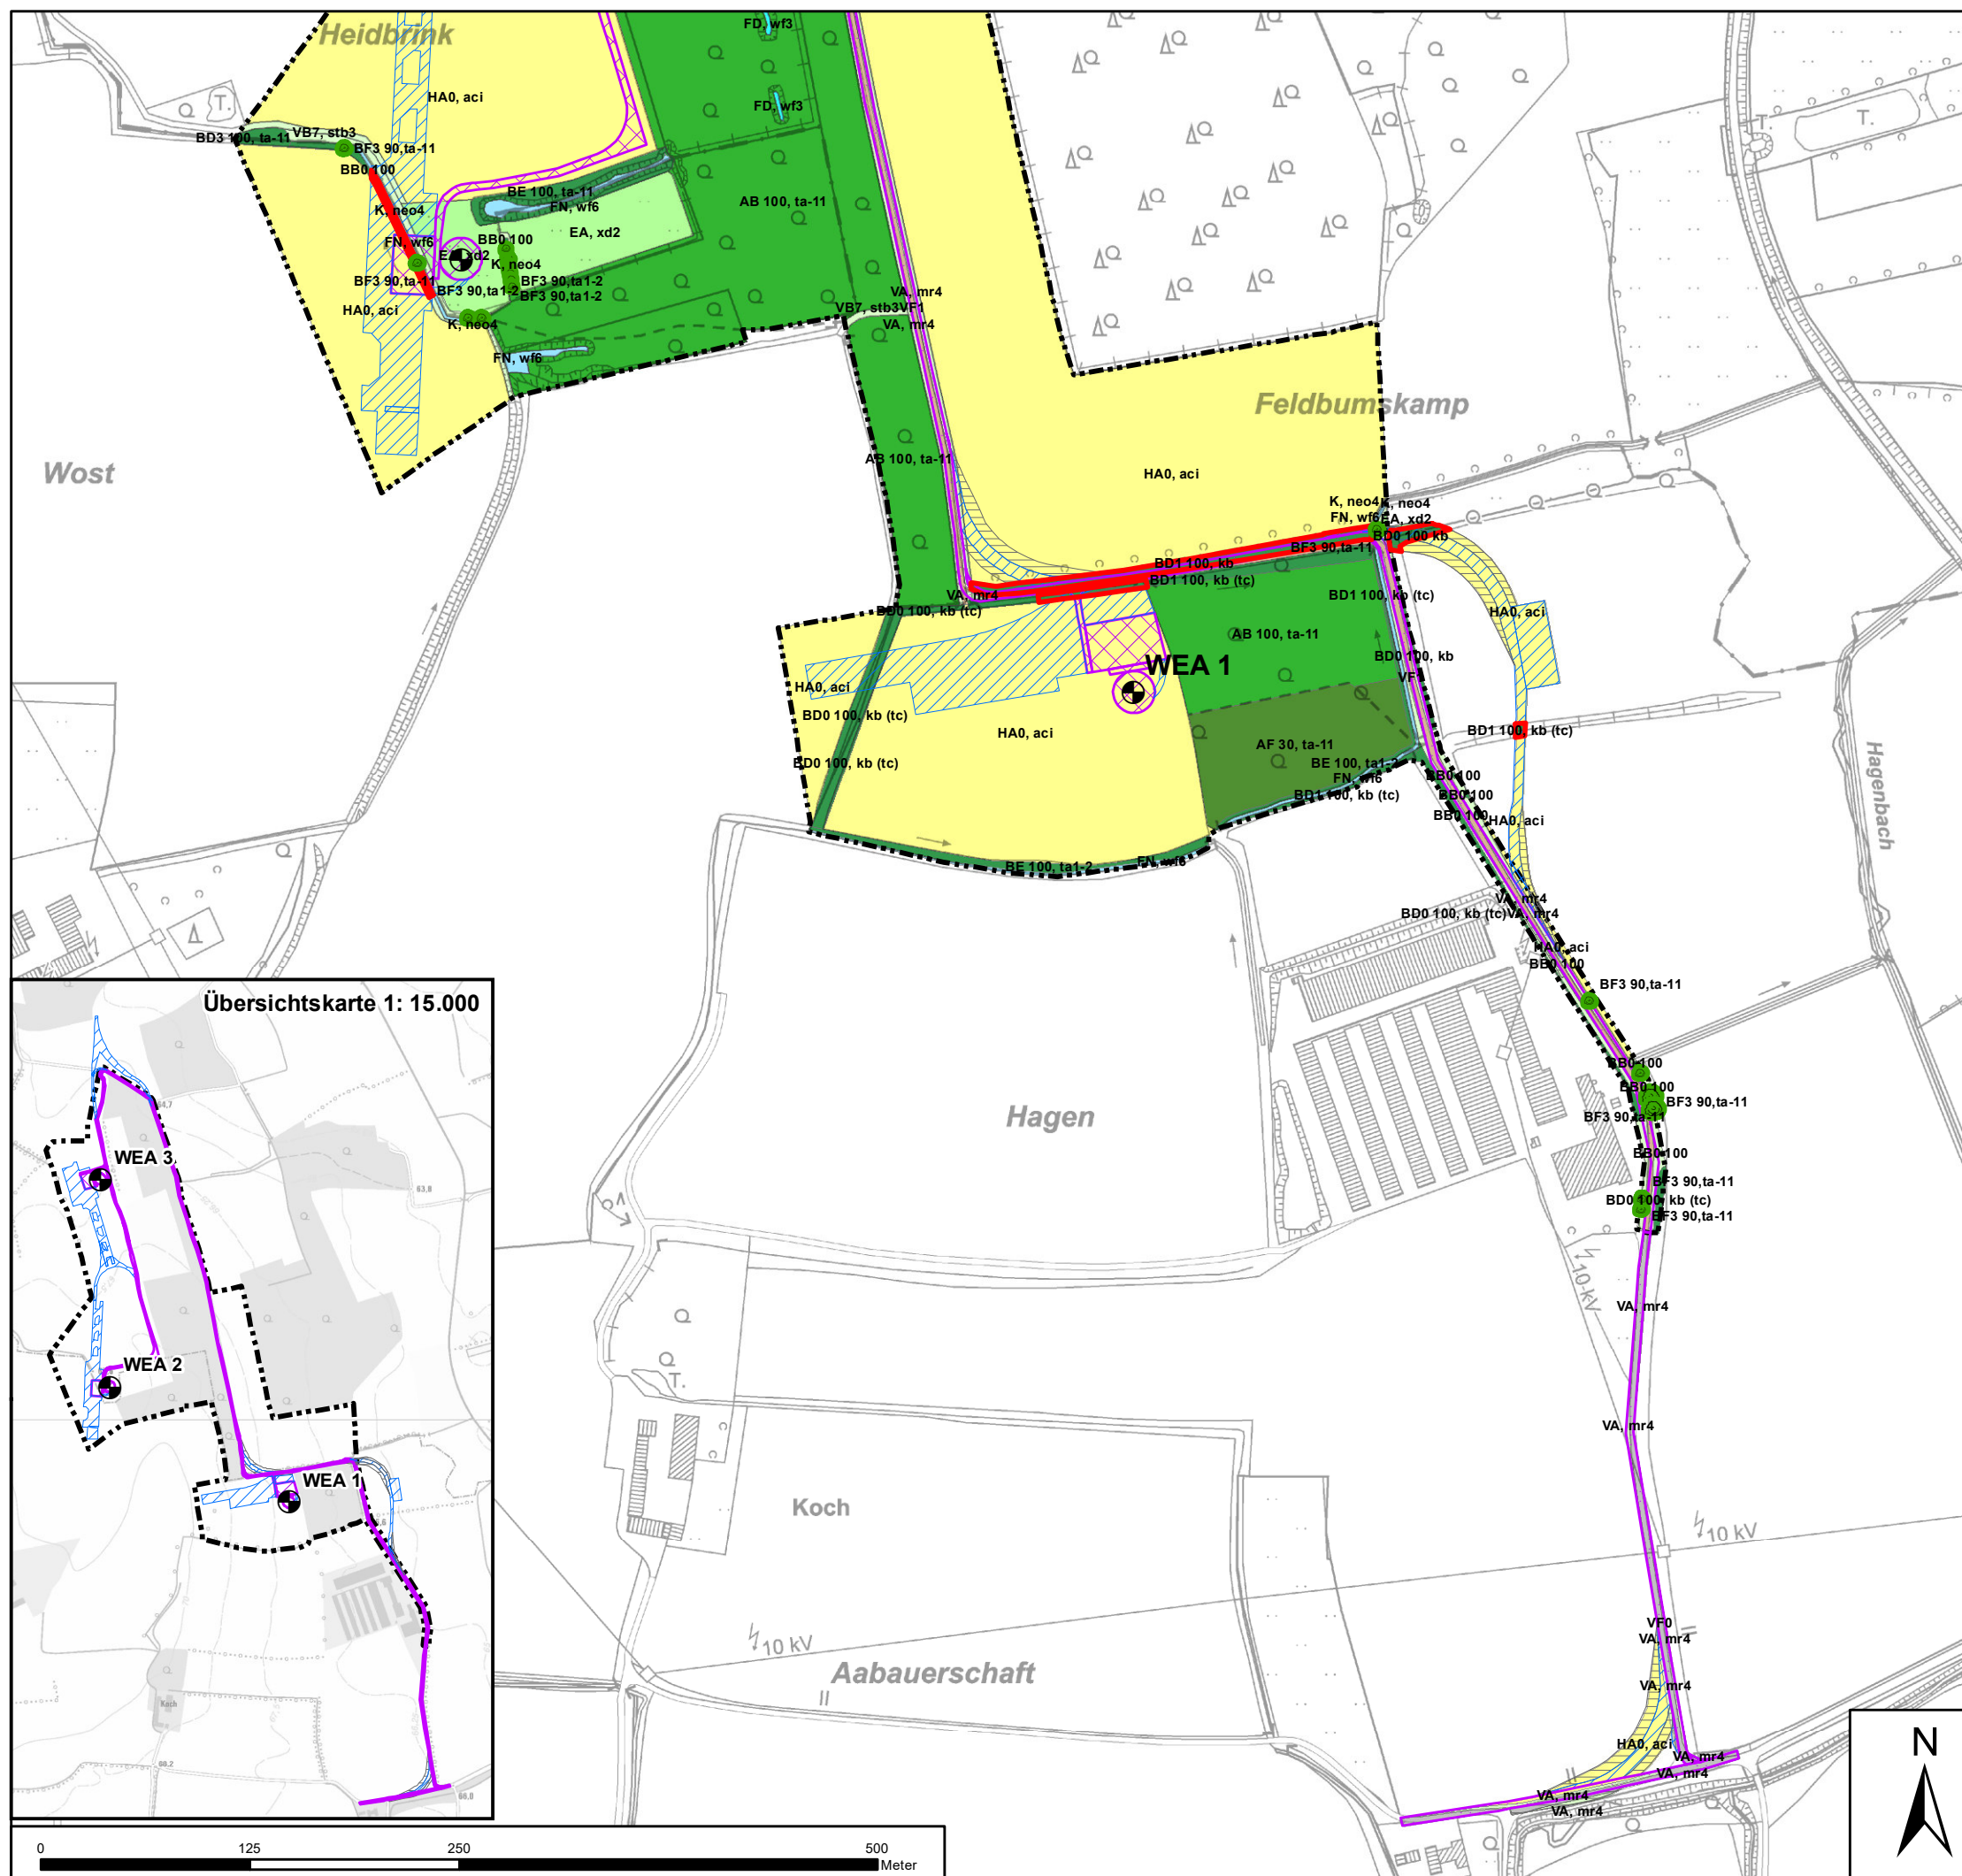 Heidbrink
FD, wf3
HA0, aci
FD, wf3
BD3 100, ta-11
VB7, stb3
BF3 90,ta-11
BB0 100
BE 100, ta-11
FN, wf6
K, neo4
AB 100, ta-11
EA, xd2
FN, wf6
BB0 100
K, neo4
BF3 90,ta-11
BF3 90,ta1-2
BF3 90,ta1-2
BF3 90,ta1-2
HA0, aci
K, neo4
FN, wf6
VA, mr4
VB7, stb3
VF1
VA, mr4
Feldbumskamp
Wost
AB 100, ta-11
HA0, aci
K, neo4
K, neo4
FN, wf6
EA, xd2
BD0 100 kb
BF3 90,ta-11
BD1 100, kb
BD1 100, kb (tc)
VA, mr4
BD0 100, kb (tc)
BD1 100, kb (tc)
HA0, aci
AB 100, ta-11
WEA 1
BD0 100, kb
HA0, aci
BD0 100, kb (tc)
HA0, aci
BD1 100, kb (tc)
AF 30, ta-11
BD0 100, kb (tc)
BE 100, ta1-2
FN, wf6
BD1 100, kb (tc)
BB0 100
BB0 100
BB0 100
HA0, aci
Hagenbach
BE 100, ta1-2
FN, wf6
VA, mr4
BD0 100, kb (tc)
VA, mr4
HA0, aci
BB0 100
BF3 90,ta-11
BB0 100
BB0 100
BF3 90,ta-11
BF3 90,ta-11
Hagen
BB0 100
BF3 90,ta-11
BD0 100, kb (tc)
BF3 90,ta-11
10 kV
VA, mr4
VA, mr4
T.
T.
T.
T.
Koch
10 kV
10 kV
Aabauerschaft
VF0
VA, mr4
VA, mr4
HA0, aci
VA, mr4
VA, mr4
VA, mr4
VA, mr4
Übersichtskarte 1: 15.000
WEA 3
63,8
WEA 2
WEA 1
Koch
68,2
N
0 125 250 500
Meter